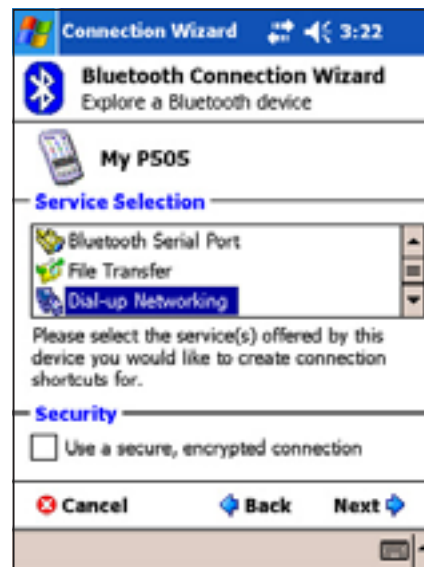 Connection Wizard 3:22
Bluetooth Connection Wizard
Explore a Bluetooth device
My P505
Service Selection
Bluetooth Serial Port
File Transfer
Dial-up Networking
Please select the service(s) offered by this
device you would like to create connection
shortcuts for.
Security
Use a secure, encrypted connection
Cancel Back Next